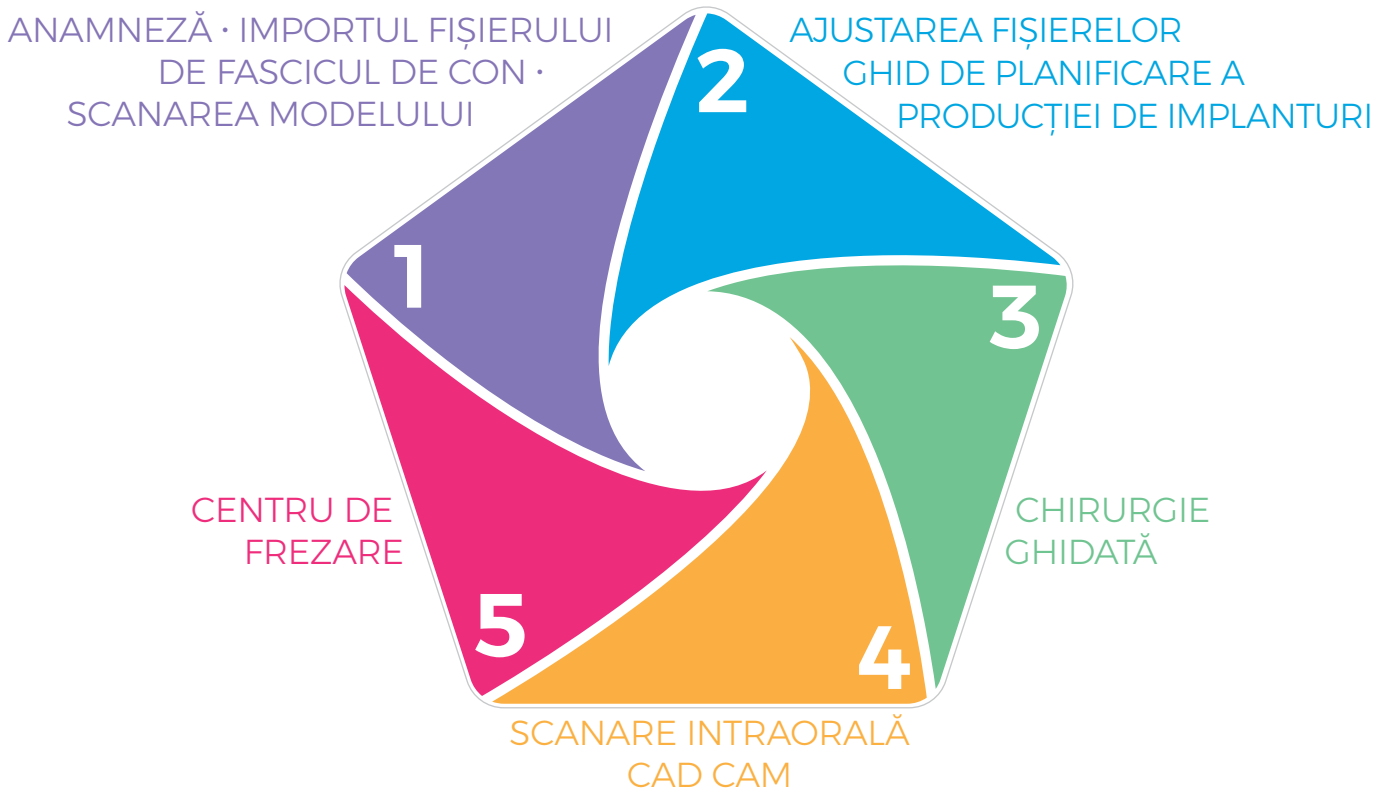 ANAMNEZĂ · IMPORTUL FIȘIERULUI
DE FASCICUL DE CON ·
SCANAREA MODELULUI
1
2
AJUSTAREA FIȘIERELOR
GHID DE PLANIFICARE A
PRODUCȚIEI DE IMPLANTURI
3
CHIRURGIE
GHIDATĂ
4
SCANARE INTRAORALĂ
CAD CAM
5
CENTRU DE
FREZARE